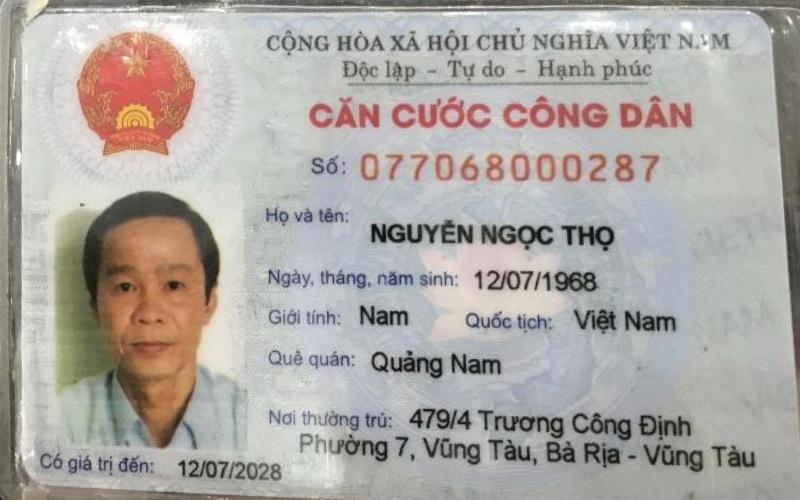 CỘNG HÒA XÃ HỘI CHỦ NGHĨA VIỆT NAM
Độc lập - Tự do - Hạnh phúc
CĂN CƯỚC CÔNG DÂN
Số: 077068000287
Họ và tên: NGUYỄN NGỌC THỌ
Ngày, tháng, năm sinh: 12/07/1968
Giới tính: Nam Quốc tịch: Việt Nam
Quê quán: Quảng Nam
Nơi thường trú: 479/4 Trương Công Định
Phường 7, Vũng Tàu, Bà Rịa - Vũng Tàu
Có giá trị đến: 12/07/2028